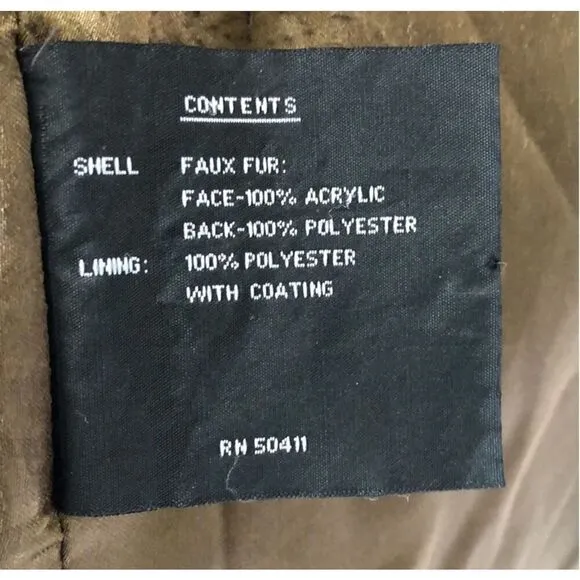 CONTENTS
SHELL FAUX FUR:
FACE-100% ACRYLIC
BACK-100% POLYESTER
LINING: 100% POLYESTER
WITH COATING
RN 50411